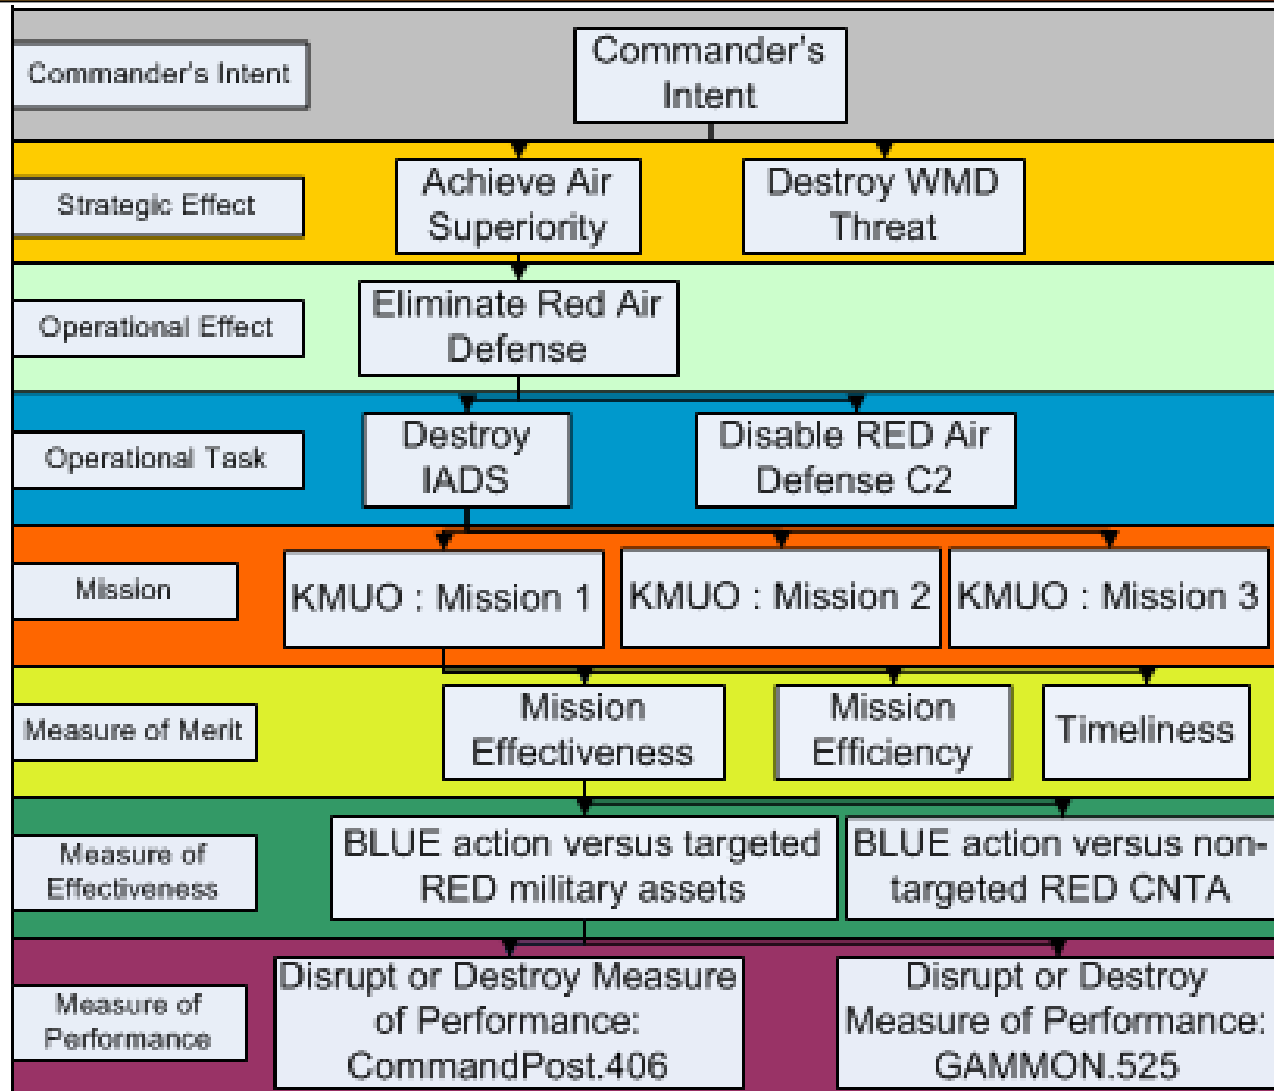 Commander's Intent
Commander's
Intent
Strategic Effect
Achieve Air
Superiority
Destroy WMD
Threat
Operational Effect
Eliminate Red Air
Defense
Operational Task
Destroy
IADS
Disable RED Air
Defense C2
Mission
KMUO : Mission 1
KMUO : Mission 2
KMUO : Mission 3
Measure of Merit
Mission
Effectiveness
Mission
Efficiency
Timeliness
Measure of
Effectiveness
BLUE action versus targeted
RED military assets
BLUE action versus non-
targeted RED CNTA
Measure of
Performance
Disrupt or Destroy Measure
of Performance:
CommandPost.406
Disrupt or Destroy
Measure of Performance:
GAMMON.525